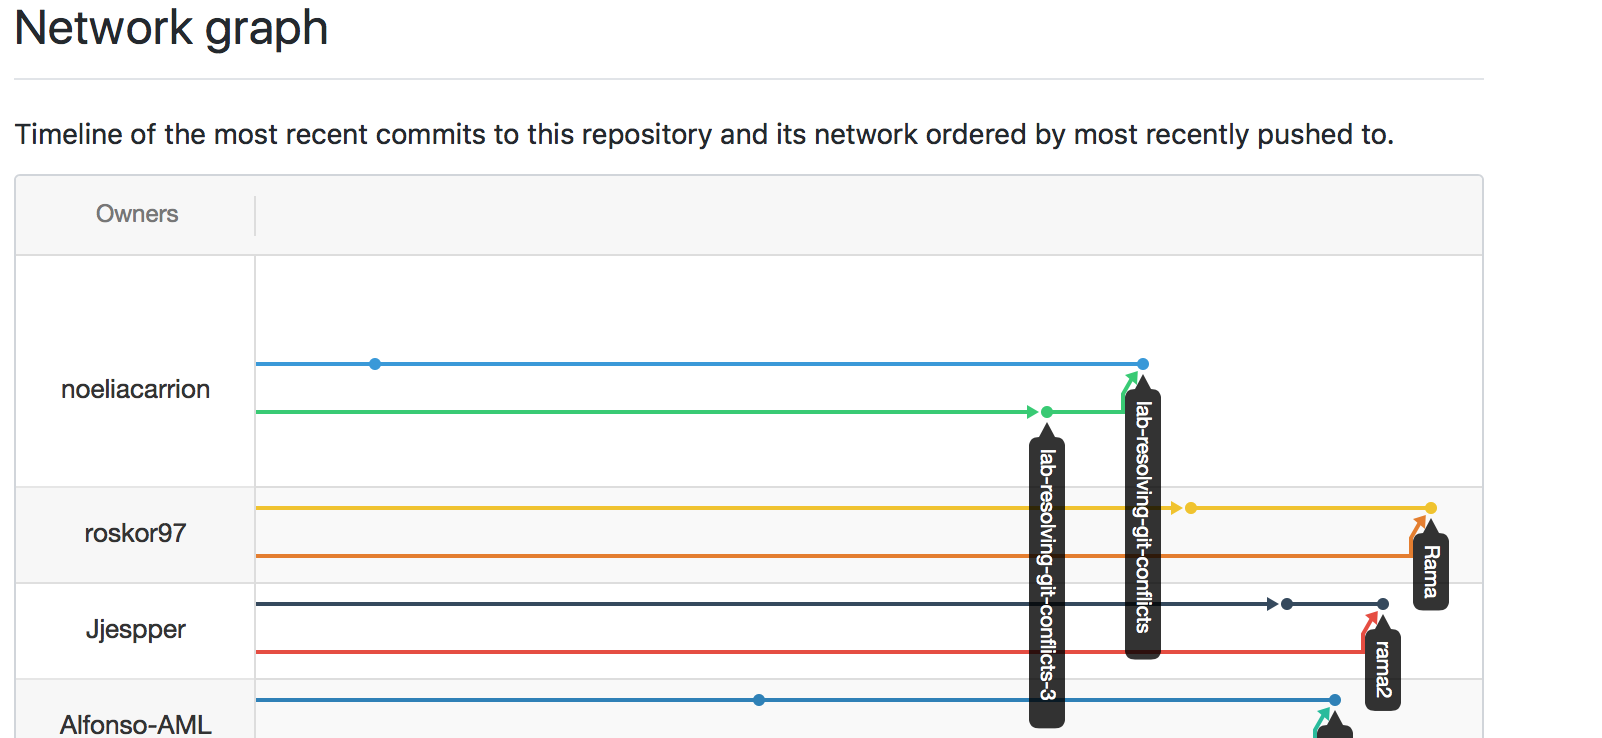 Network graph
Timeline of the most recent commits to this repository and its network ordered by most recently pushed to.
Owners
noeliacarrion
lab-resolving-git-conflicts-3
lab-resolving-git-conflicts
roskor97
Rama
Jjespper
rama2
Alfonso-AML